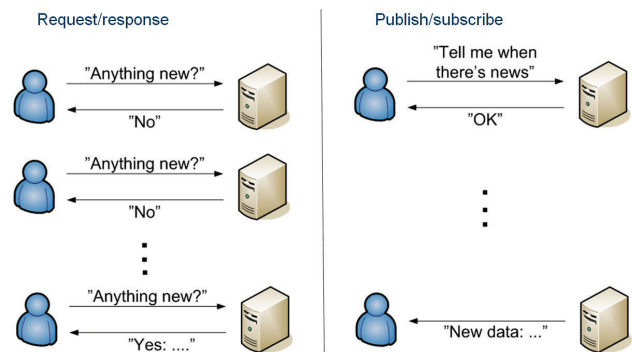 Request/response
”Anything new?”
”No”
”Anything new?”
”No”
”Anything new?”
”Yes: ....”
Publish/subscribe
”Tell me when
there’s news”
”OK”
”New data: ...”